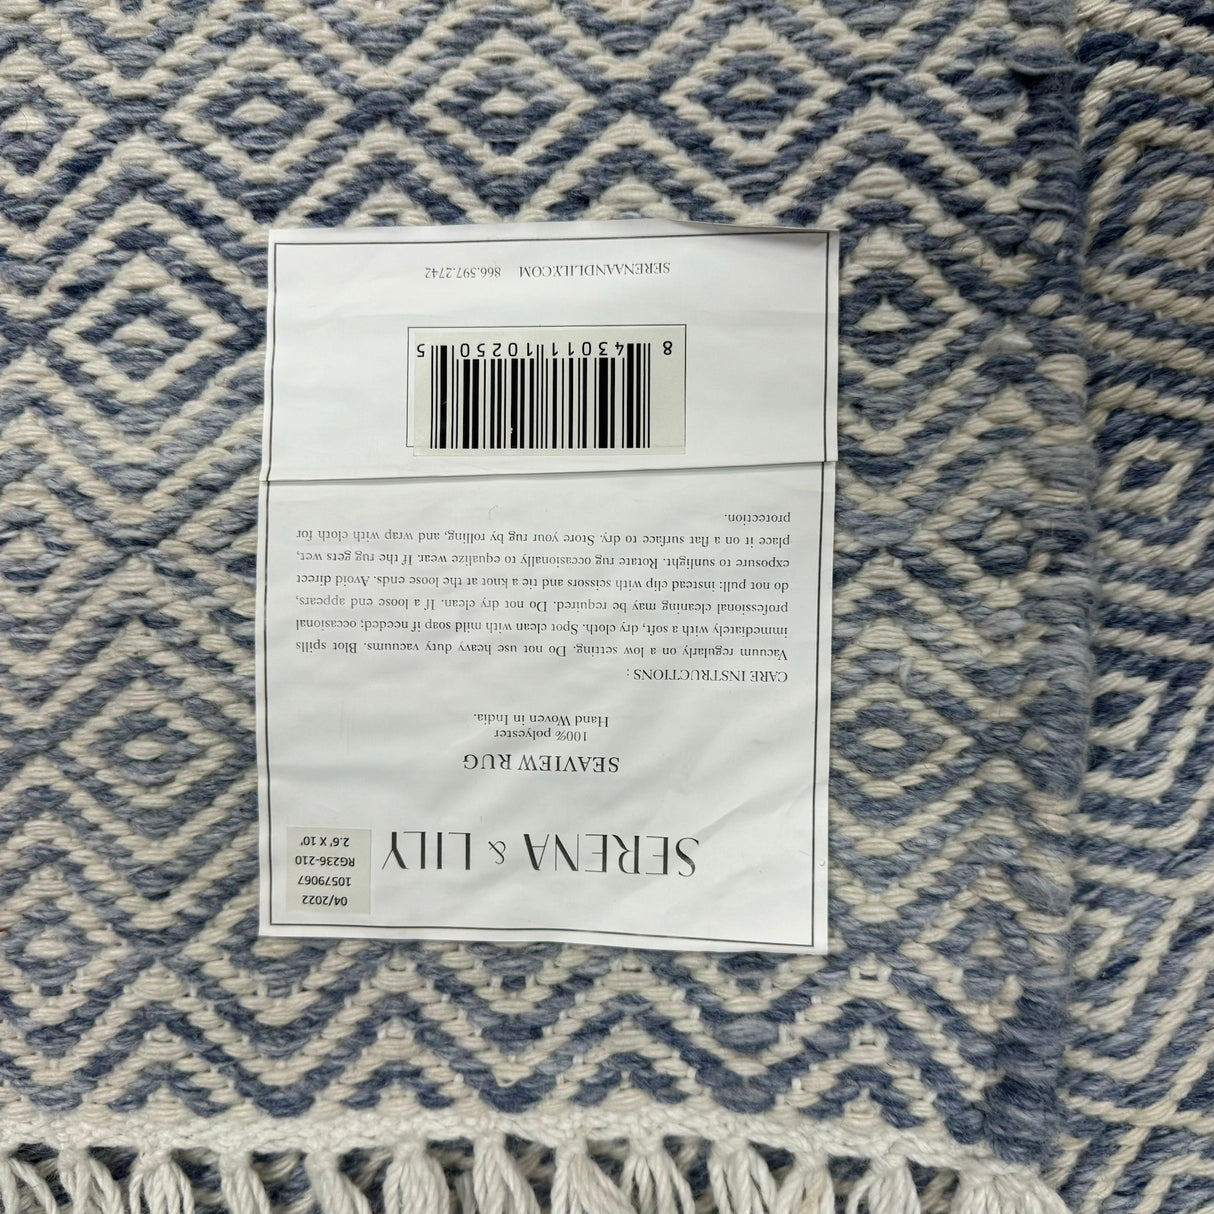 04/2022
10579067
RG236-210
2.6' X 10'
SERENA & LILY
SEAVIEW RUG
100% polyester
Hand Woven in India.
CARE INSTRUCTIONS :
Vacuum regularly on a low setting. Do not use heavy duty vacuums. Blot spills
immediately with a soft, dry cloth. Spot clean with mild soap if needed; occasional
professional cleaning may be required. Do not dry clean. If a loose end appears,
do not pull: instead clip with scissors and tie a knot at the loose ends. Avoid direct
exposure to sunlight. Rotate rug occasionally to equalize wear. If the rug gets wet,
place it on a flat surface to dry. Store your rug by rolling, and wrap with cloth for
protection.
8 43011 10250 5
SERENAANDLILY.COM 866.597.2742